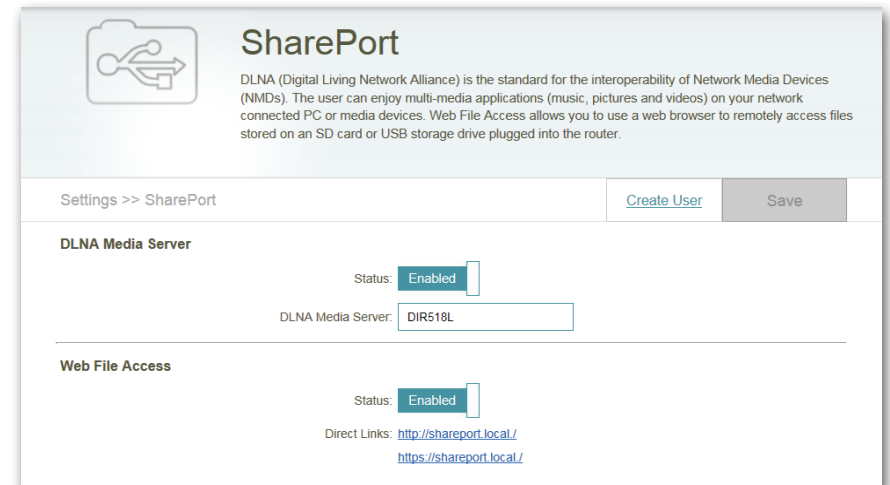 SharePort
DLNA (Digital Living Network Alliance) is the standard for the interoperability of Network Media Devices
(NMDs). The user can enjoy multi-media applications (music, pictures and videos) on your network
connected PC or media devices. Web File Access allows you to use a web browser to remotely access files
stored on an SD card or USB storage drive plugged into the router.
Settings >> SharePort
Create User
Save
DLNA Media Server
Status: Enabled
DLNA Media Server: DIR518L
Web File Access
Status: Enabled
Direct Links: http://shareport.local./
https://shareport.local./